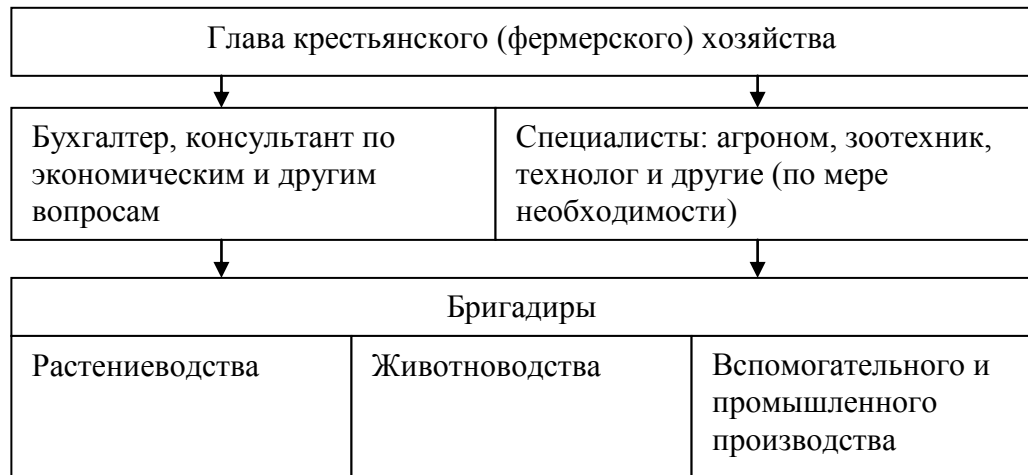 Глава крестьянского (фермерского) хозяйства
Бухгалтер, консультант по
экономическим и другим
вопросам
Специалисты: агроном, зоотехник,
технолог и другие (по мере
необходимости)
Бригадиры
Растениеводства
Животноводства
Вспомогательного и
промышленного
производства